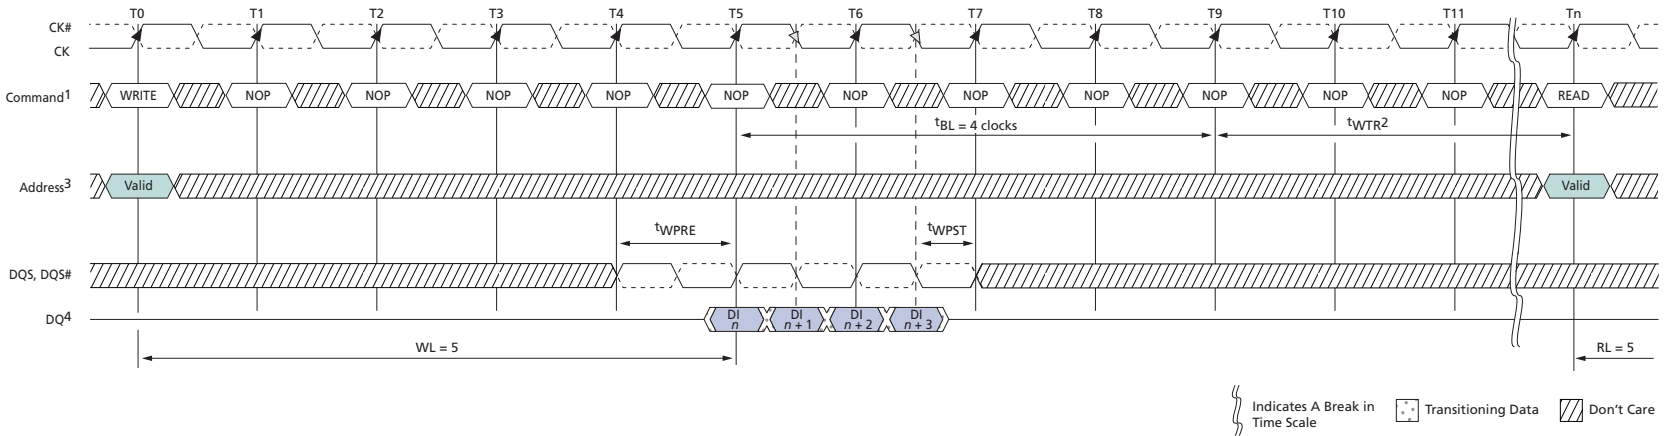 T0 T1 T2 T3 T4 T5 T6 T7 T8 T9 T10 T11 Tn
CK#
CK
Command1 WRITE NOP NOP NOP NOP NOP NOP NOP NOP NOP NOP NOP READ
tBL = 4 clocks tWTR2
Address3 Valid Valid
tWPRE tWPST
DQS, DQS#
DQ4 DI n DI n + 1 DI n + 2 DI n + 3
WL = 5 RL = 5
Indicates A Break in
Time Scale
Transitioning Data
Don't Care